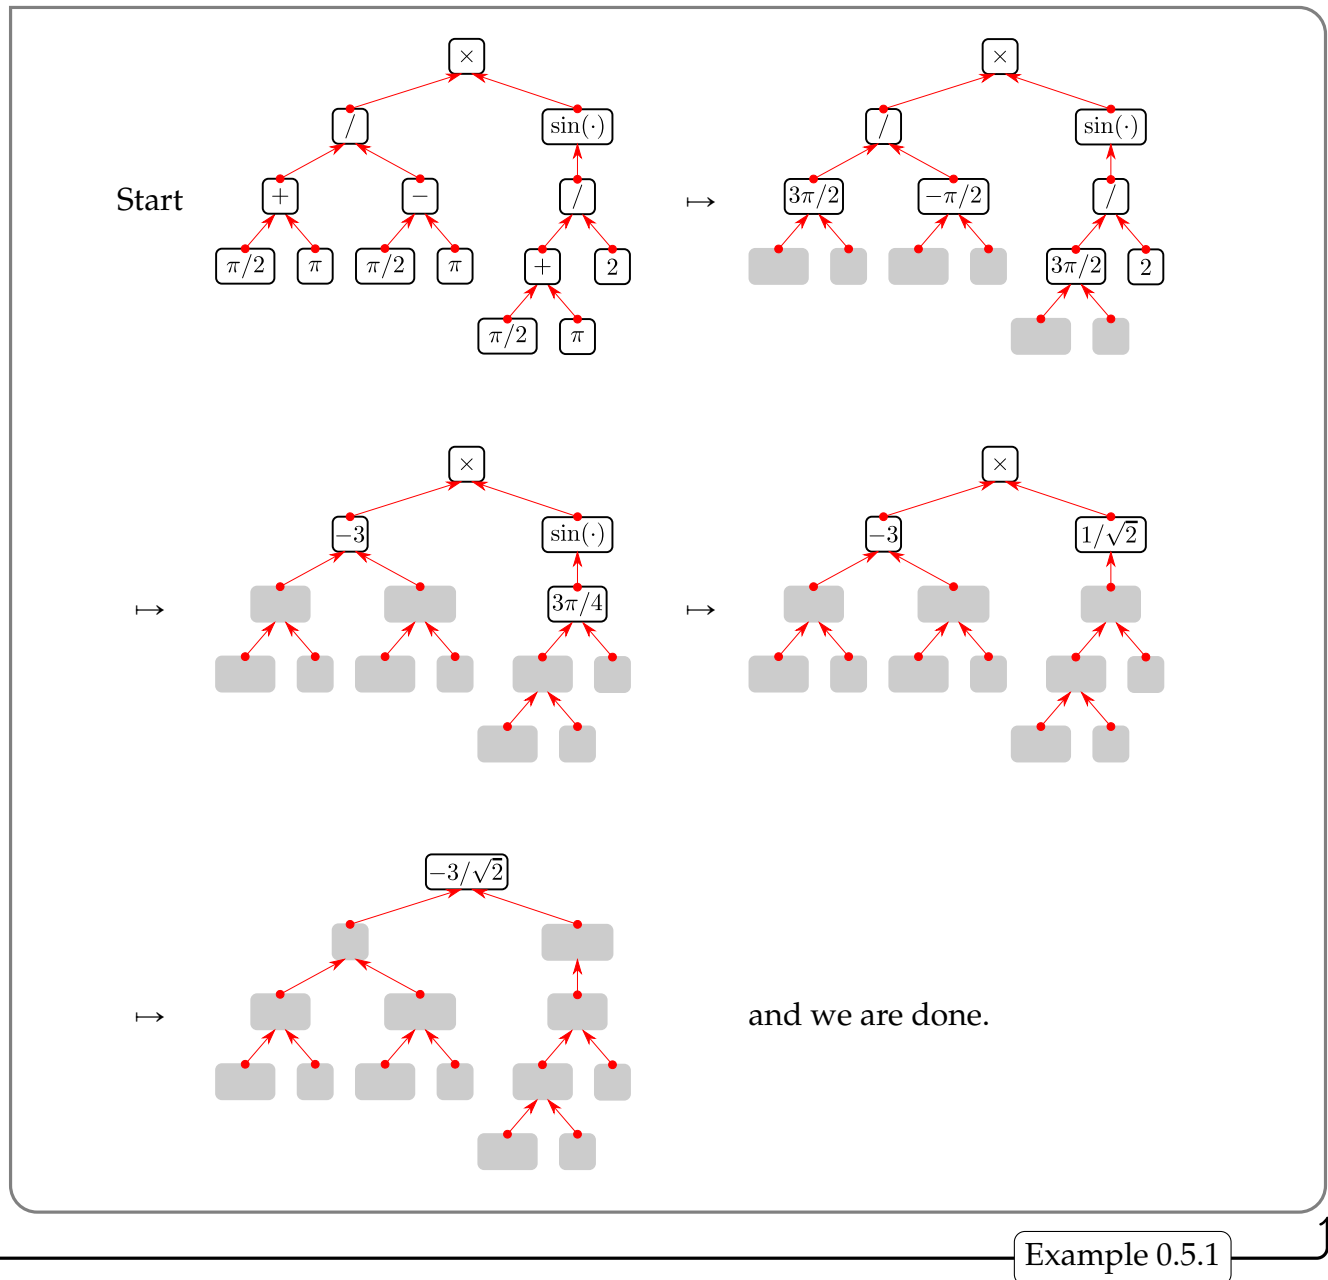 × ×
/ sin(·) / sin(·)
Start + − / ↦ 3π/2 −π/2 /
π/2 π π/2 π + 2 3π/2 2
π/2 π
× ×
−3 sin(·) −3 1/√2
↦ 3π/4 ↦
−3/√2
↦ and we are done.
Example 0.5.1